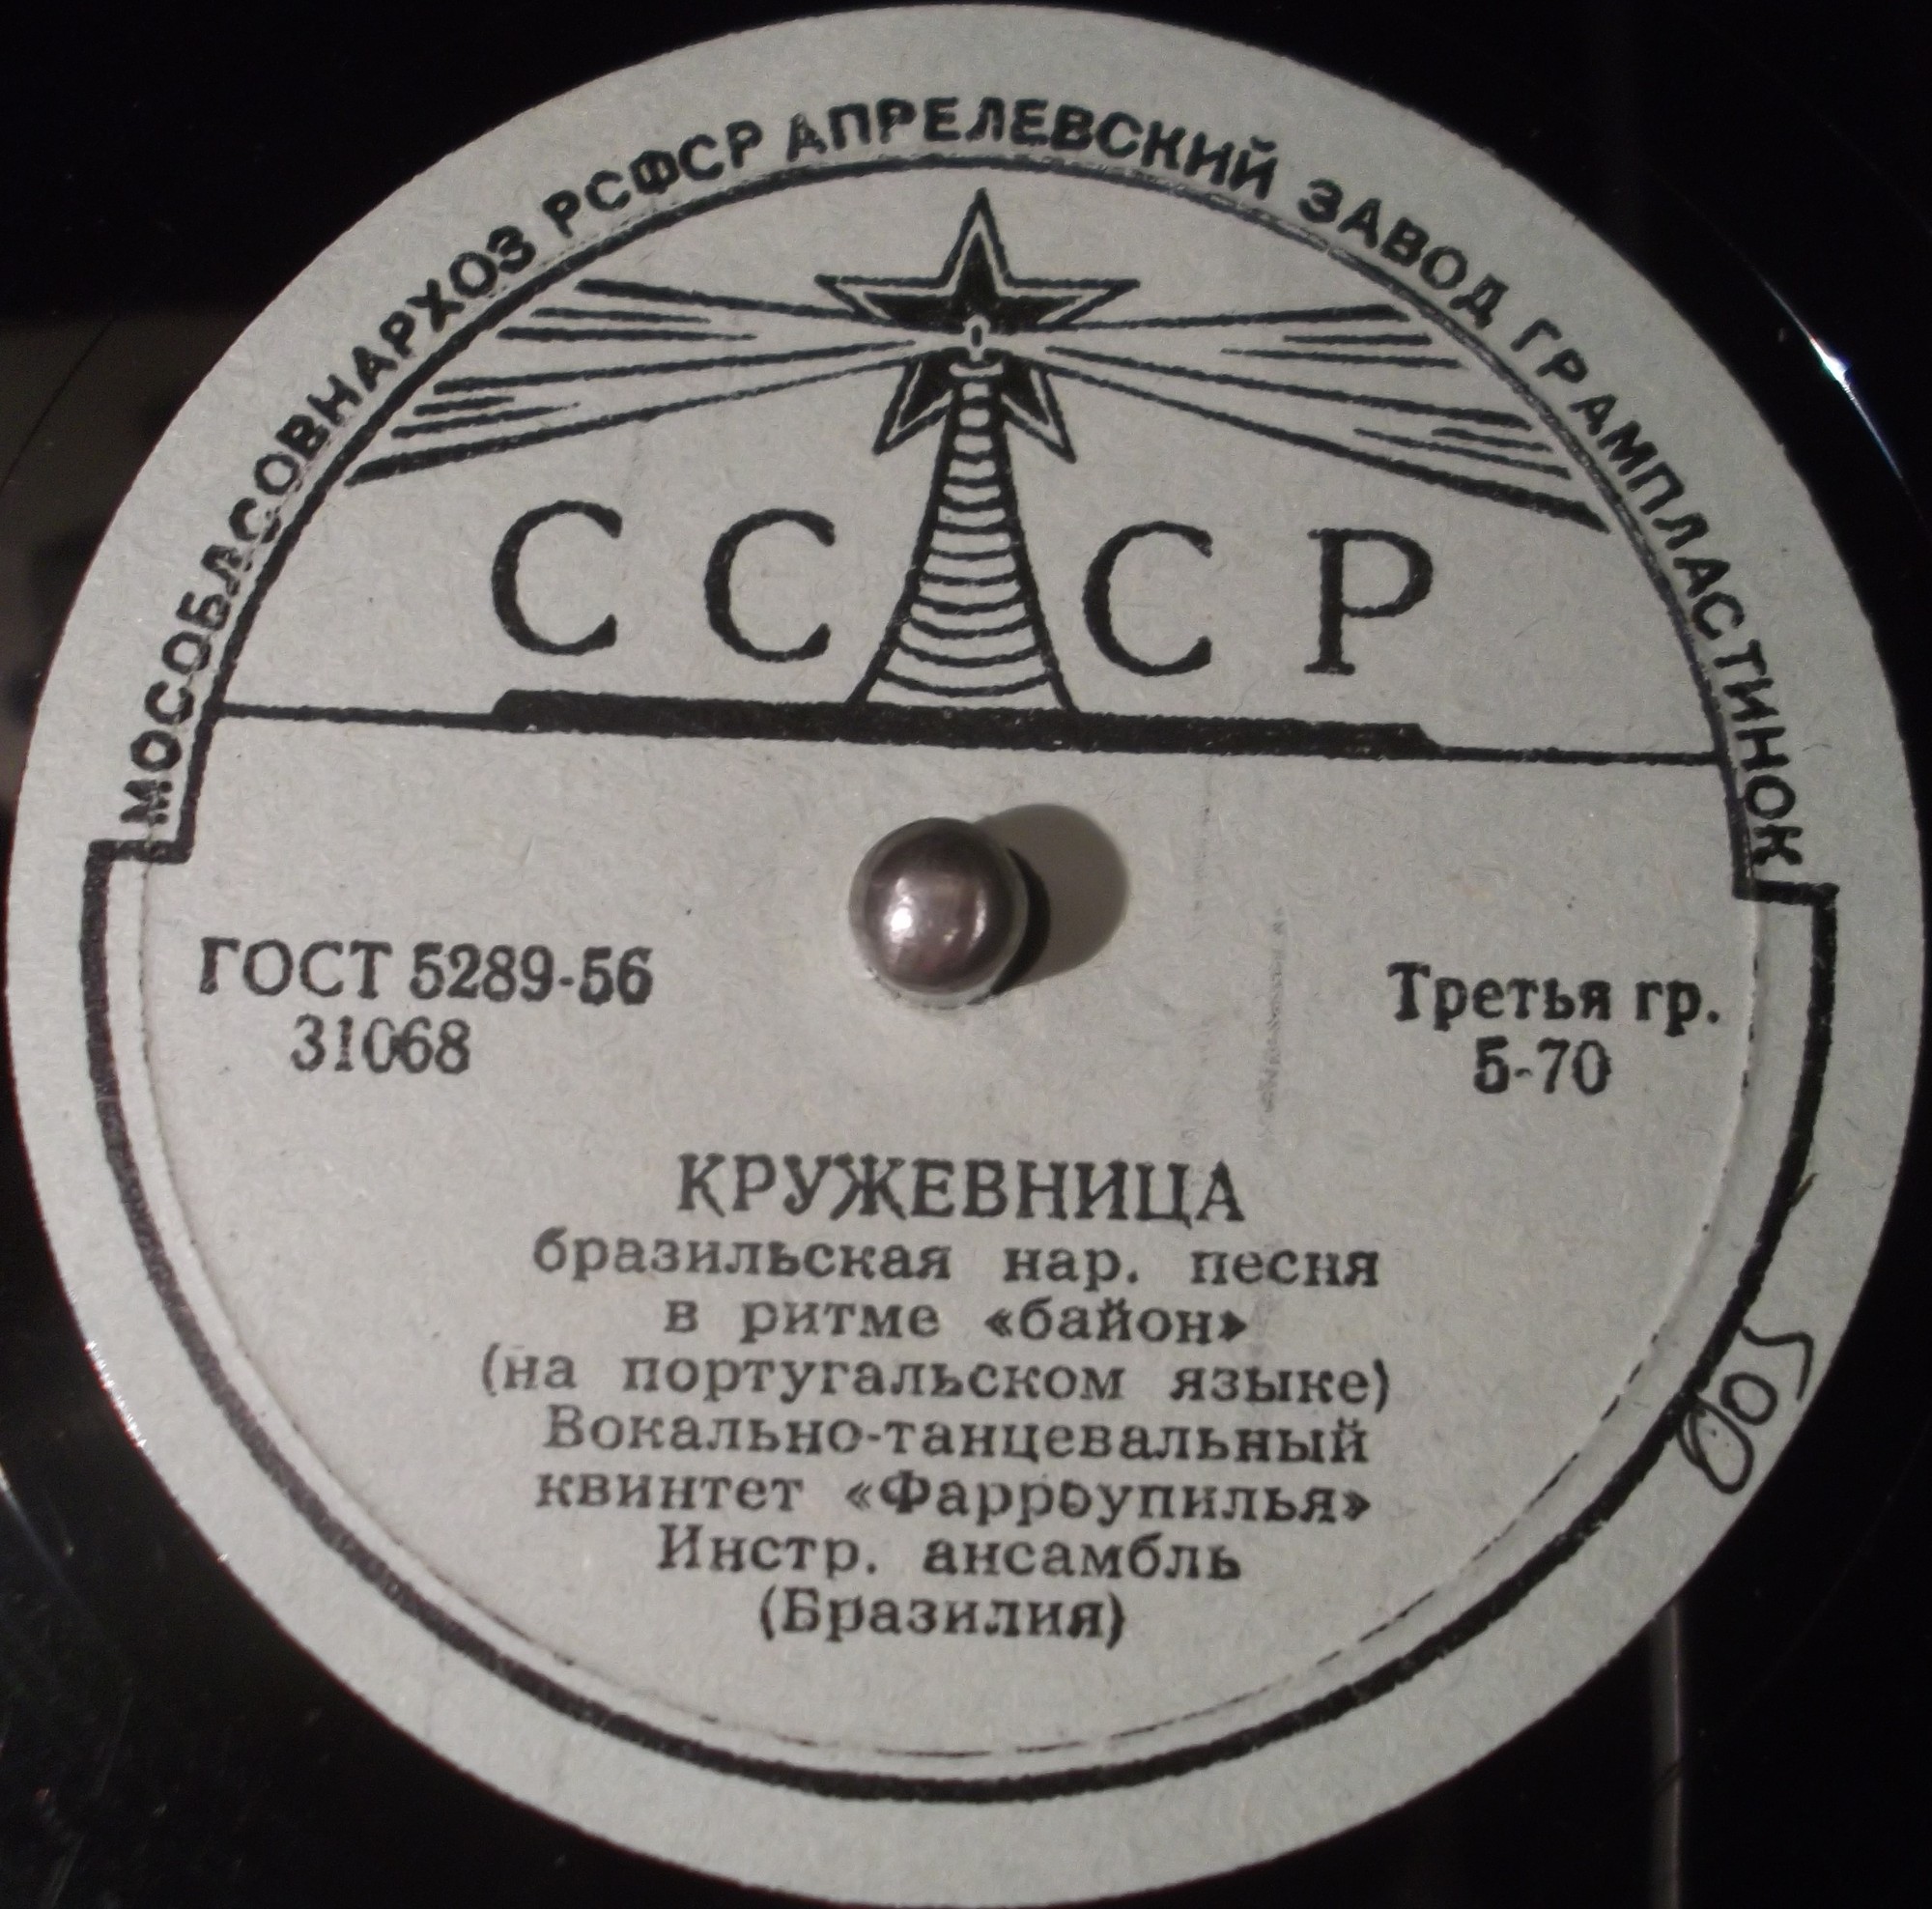 МОСОБЛСОВНАРХОЗ РСФСР АПРЕЛЕВСКИЙ ЗАВОД ГРАМПЛАСТИНОК
СССР
ГОСТ 5289-56
31068
Третья гр.
5-70
КРУЖЕВНИЦА
бразильская нар. песня
в ритме «байон»
(на португальском языке)
Вокально-танцевальный
квинтет «Фарроупилья»
Инстр. ансамбль
(Бразилия)